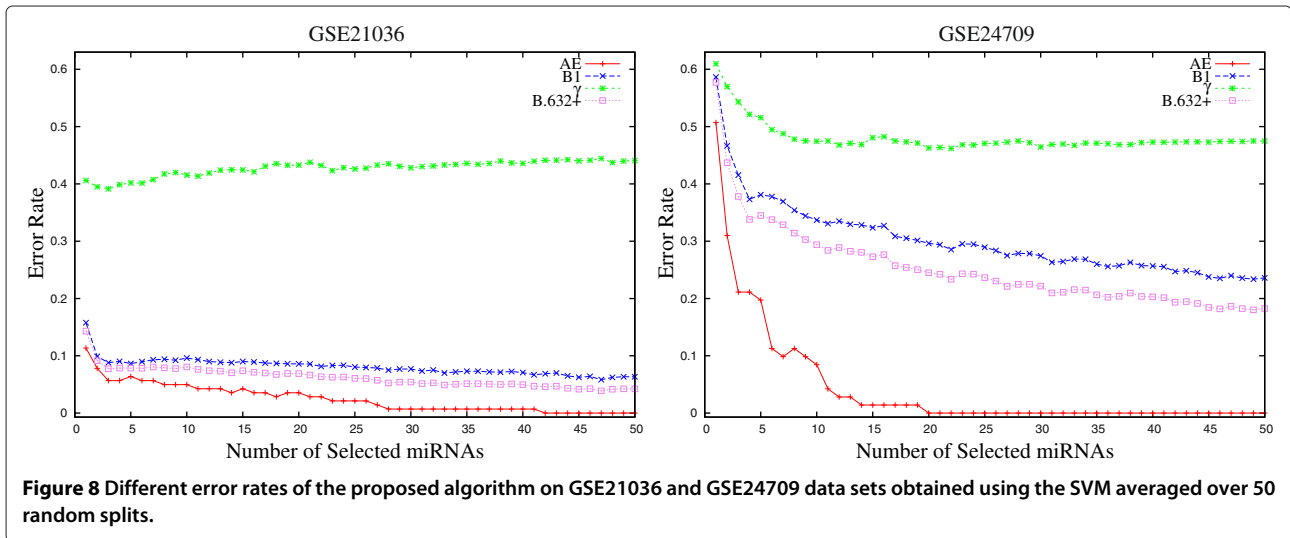 GSE21036
GSE24709
Error Rate
0.6
0.5
0.4
0.3
0.2
0.1
0
AE
B1
γ
B.632+
0 5 10 15 20 25 30 35 40 45 50
Number of Selected miRNAs
Error Rate
0.6
0.5
0.4
0.3
0.2
0.1
0
AE
B1
γ
B.632+
0 5 10 15 20 25 30 35 40 45 50
Number of Selected miRNAs
Figure 8 Different error rates of the proposed algorithm on GSE21036 and GSE24709 data sets obtained using the SVM averaged over 50
random splits.